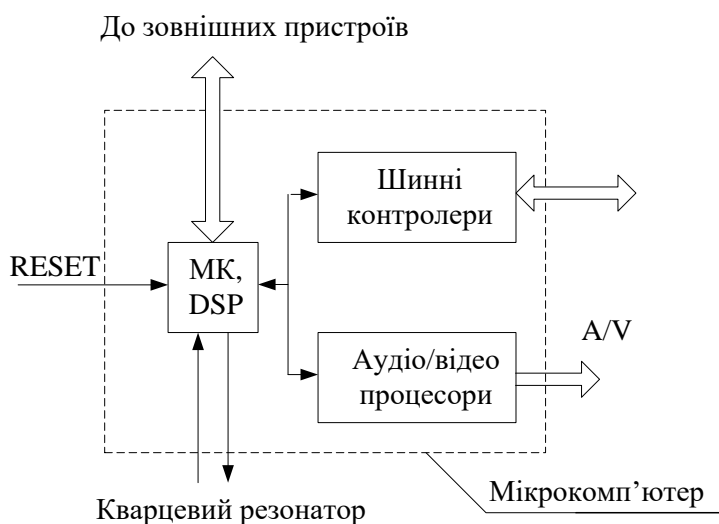 До зовнішних пристроїв
Шинні
контролери
RESET
МК,
DSP
A/V
Аудіо/відео
процесори
Кварцевий резонатор
Мікрокомп’ютер